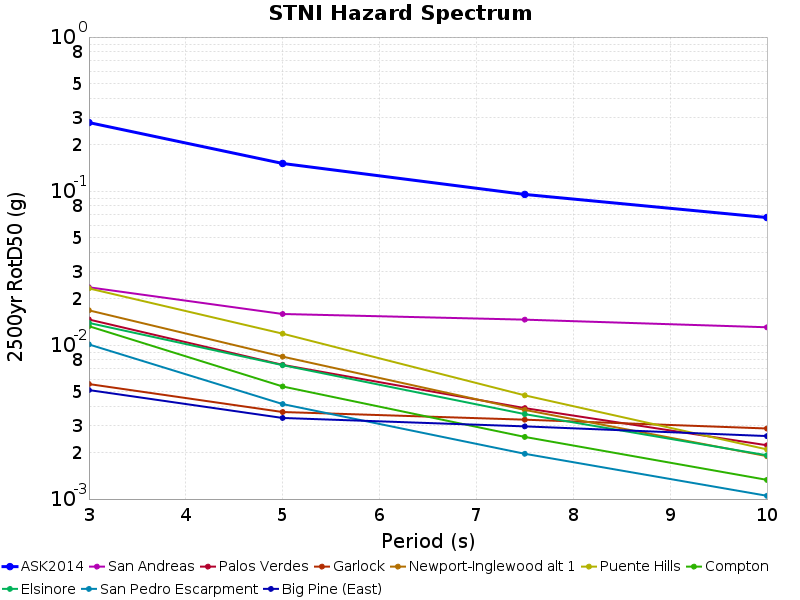 STNI Hazard Spectrum
2500yr RotD50 (g)
10^0
8
5
3
2
10^-1
8
5
3
2
10^-2
8
5
3
2
10^-3
3 4 5 6 7 8 9 10
Period (s)
ASK2014 San Andreas Palos Verdes Garlock Newport-Inglewood alt 1 Puente Hills Compton
Elsinore San Pedro Escarpment Big Pine (East)